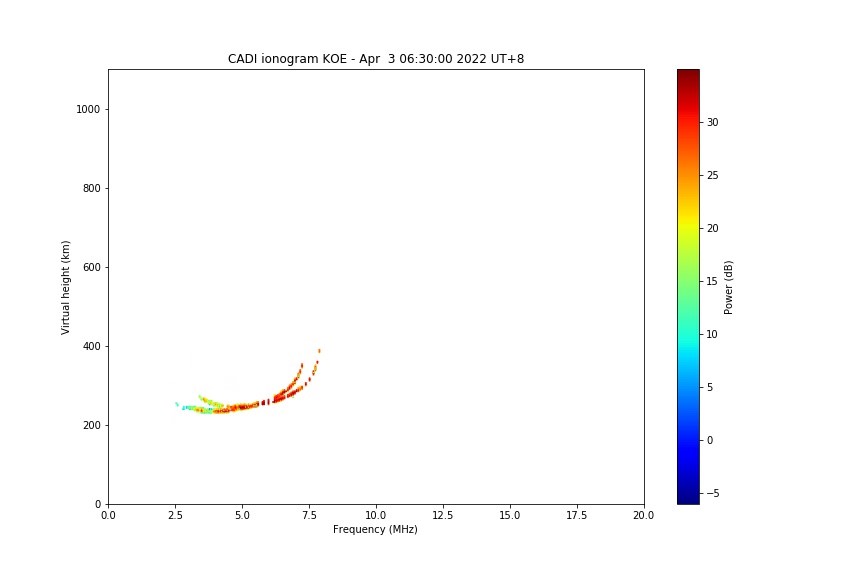 CADI ionogram KOE - Apr  3 06:30:00 2022 UT+8
1000
800
600
400
200
0
Virtual height (km)
0.0 2.5 5.0 7.5 10.0 12.5 15.0 17.5 20.0
Frequency (MHz)
30
25
20
15
10
5
0
−5
Power (dB)